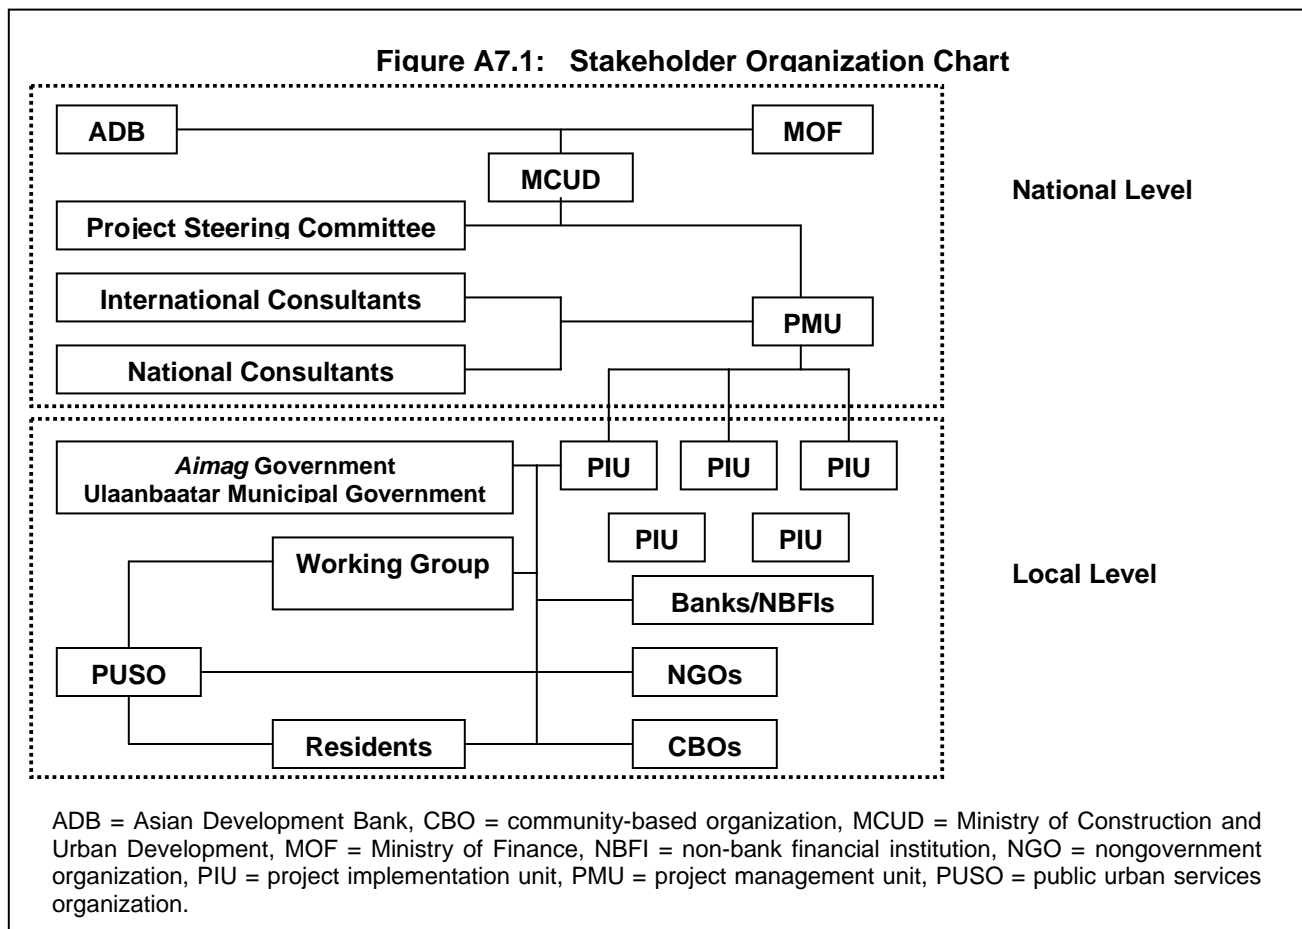 Figure A7.1: Stakeholder Organization Chart
ADB
MOF
MCUD
National Level
Project Steering Committee
International Consultants
PMU
National Consultants
Aimag Government
Ulaanbaatar Municipal Government
PIU
PIU
PIU
PIU
PIU
Working Group
Local Level
Banks/NBFIs
PUSO
NGOs
Residents
CBOs
ADB = Asian Development Bank, CBO = community-based organization, MCUD = Ministry of Construction and
Urban Development, MOF = Ministry of Finance, NBFI = non-bank financial institution, NGO = nongovernment
organization, PIU = project implementation unit, PMU = project management unit, PUSO = public urban services
organization.